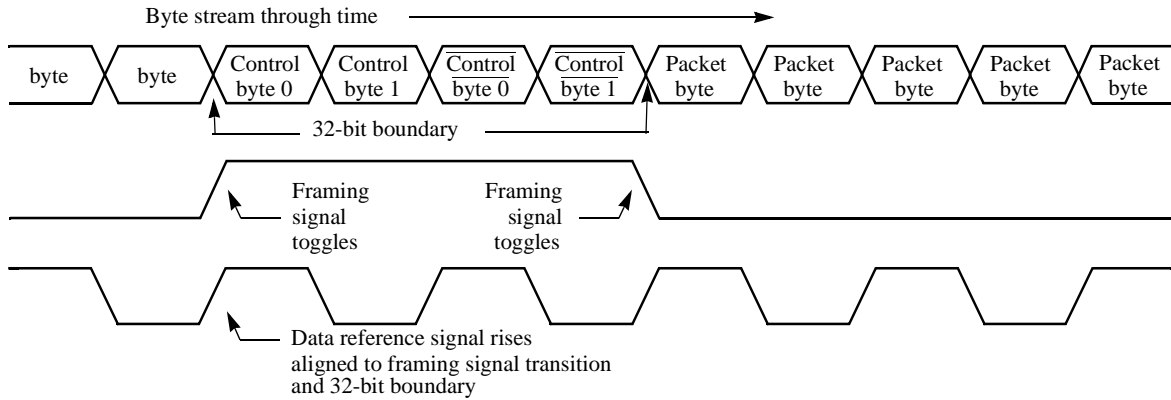 Byte stream through time
byte byte Control Control Control Control Packet Packet Packet Packet Packet
byte 0 byte 1 byte 0 byte 1 byte byte byte byte byte
32-bit boundary
Framing
signal
toggles
Framing
signal
toggles
Data reference signal rises
aligned to framing signal transition
and 32-bit boundary